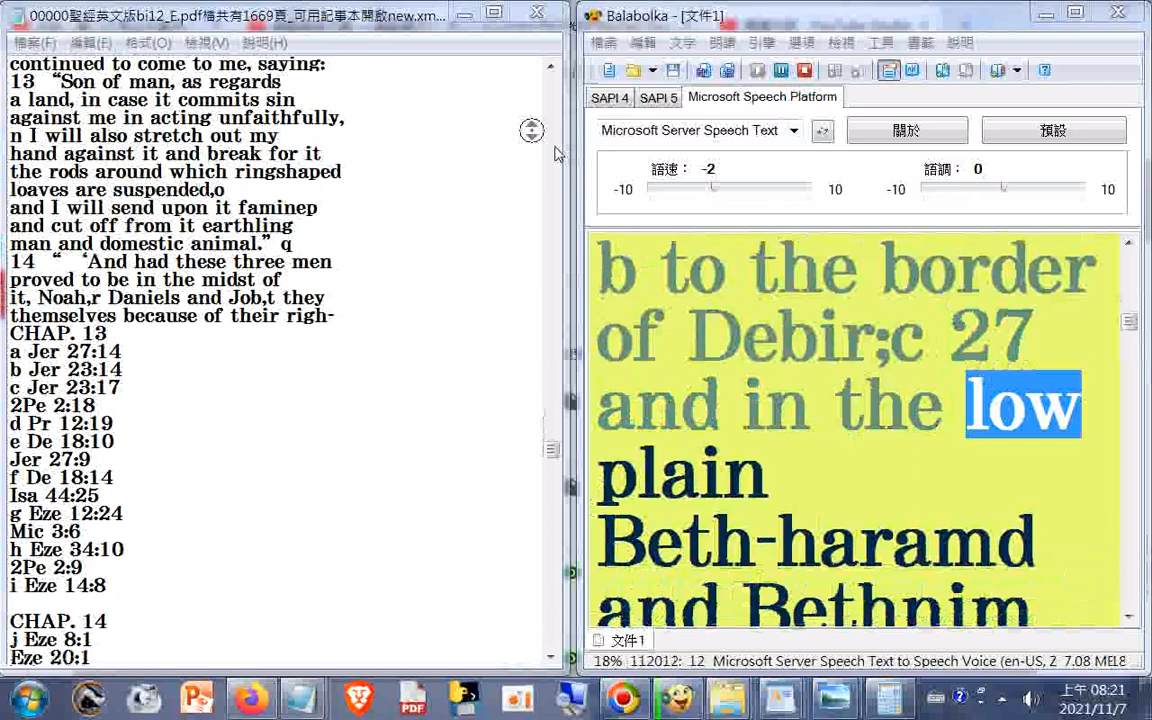 00000聖經英文版bi12_E.pdf檔共有1669頁_可用記事本開啟new.xm...
檔案(F) 編輯(E) 格式(O) 檢視(V) 說明(H)
continued to come to me, saying:
13 “Son of man, as regards
a land, in case it commits sin
against me in acting unfaithfully,
n I will also stretch out my
hand against it and break for it
the rods around which ringshaped
loaves are suspended,o
and I will send upon it faminep
and cut off from it earthling
man and domestic animal.” q
14 “ ‘And had these three men
proved to be in the midst of
it, Noah,r Daniels and Job,t they
themselves because of their righ-
CHAP. 13
a Jer 27:14
b Jer 23:14
c Jer 23:17
2Pe 2:18
d Pr 12:19
e De 18:10
Jer 27:9
f De 18:14
Isa 44:25
g Eze 12:24
Mic 3:6
h Eze 34:10
2Pe 2:9
i Eze 14:8
CHAP. 14
j Eze 8:1
Eze 20:1
Balabolka - [文件1]
檔案 編輯 文字 朗讀 引擎 選項 檢視 工具 書籤 說明
SAPI 4 SAPI 5 Microsoft Speech Platform
Microsoft Server Speech Text 關於 預設
語速： -2 語調： 0
-10 10 -10 10
b to the border
of Debir;c 27
and in the low
plain
Beth-haramd
and Bethnim
文件1
18% 112012: 12 Microsoft Server Speech Text to Speech Voice (en-US, Z 7.08 MEL8
上午 08:21
2021/11/7